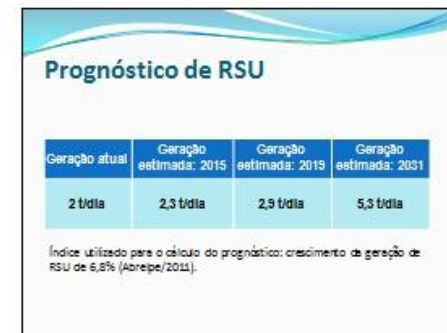 Prognóstico de RSU
Geração atual
Geração estimada: 2015
Geração estimada: 2019
Geração estimada: 2031
2 t/dia
2,3 t/dia
2,9 t/dia
5,3 t/dia
Índice utilizado para o cálculo do prognóstico: crescimento da geração de
RSU de 6,8% (Abrelpe/2011).